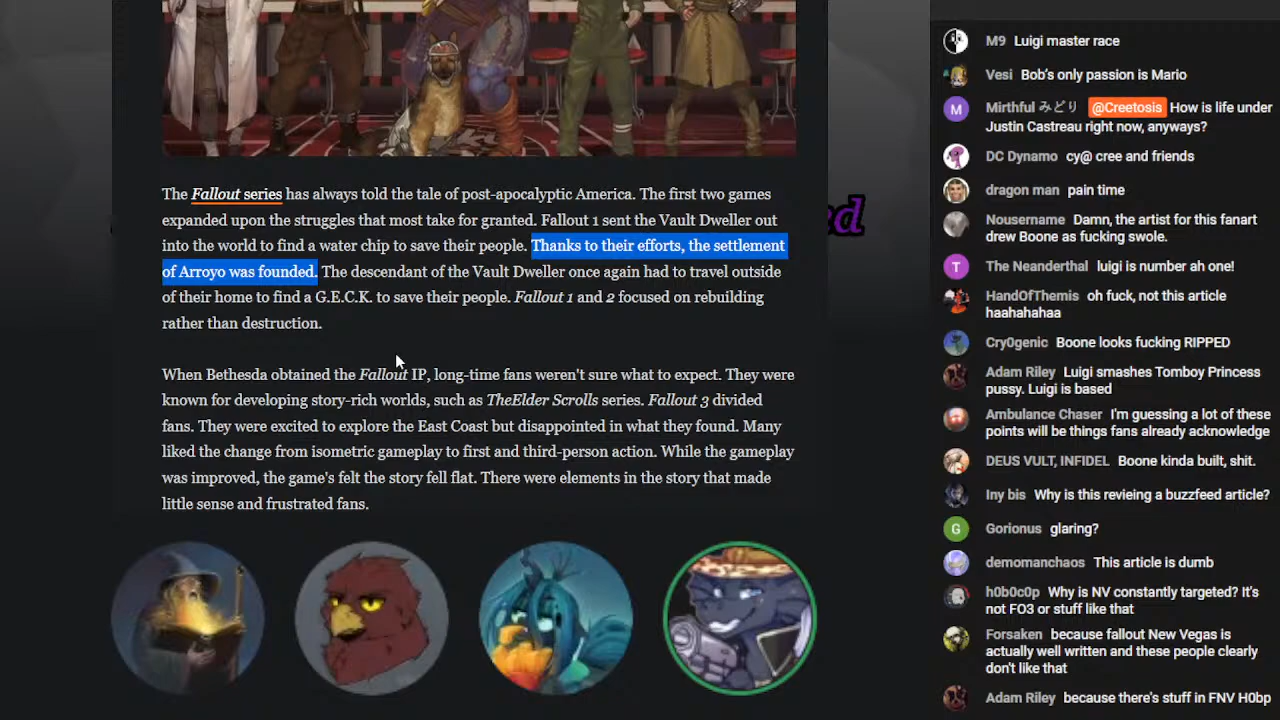 The Fallout series has always told the tale of post-apocalyptic America. The first two games
expanded upon the struggles that most take for granted. Fallout 1 sent the Vault Dweller out
into the world to find a water chip to save their people. Thanks to their efforts, the settlement
of Arroyo was founded. The descendant of the Vault Dweller once again had to travel outside
of their home to find a G.E.C.K. to save their people. Fallout 1 and 2 focused on rebuilding
rather than destruction.
When Bethesda obtained the Fallout IP, long-time fans weren't sure what to expect. They were
known for developing story-rich worlds, such as TheElder Scrolls series. Fallout 3 divided
fans. They were excited to explore the East Coast but disappointed in what they found. Many
liked the change from isometric gameplay to first and third-person action. While the gameplay
was improved, the game's felt the story fell flat. There were elements in the story that made
little sense and frustrated fans.
ed
M9 Luigi master race
Vesi Bob's only passion is Mario
M
Mirthful みどり @Creetosis How is life under
Justin Castreau right now, anyways?
DC Dynamo cy@ cree and friends
dragon man pain time
Nousername Damn, the artist for this fanart
drew Boone as fucking swole.
T
The Neanderthal luigi is number ah one!
HandOfThemis oh fuck, not this article
haahahahaa
Cry0genic Boone looks fucking RIPPED
Adam Riley Luigi smashes Tomboy Princess
pussy. Luigi is based
Ambulance Chaser I'm guessing a lot of these
points will be things fans already acknowledge
DEUS VULT, INFIDEL Boone kinda built, shit.
Iny bis Why is this revieing a buzzfeed article?
G
Gorionus glaring?
demomanchaos This article is dumb
h0b0c0p Why is NV constantly targeted? It's
not FO3 or stuff like that
Forsaken because fallout New Vegas is
actually well written and these people clearly
don't like that
Adam Riley because there's stuff in FNV H0bp